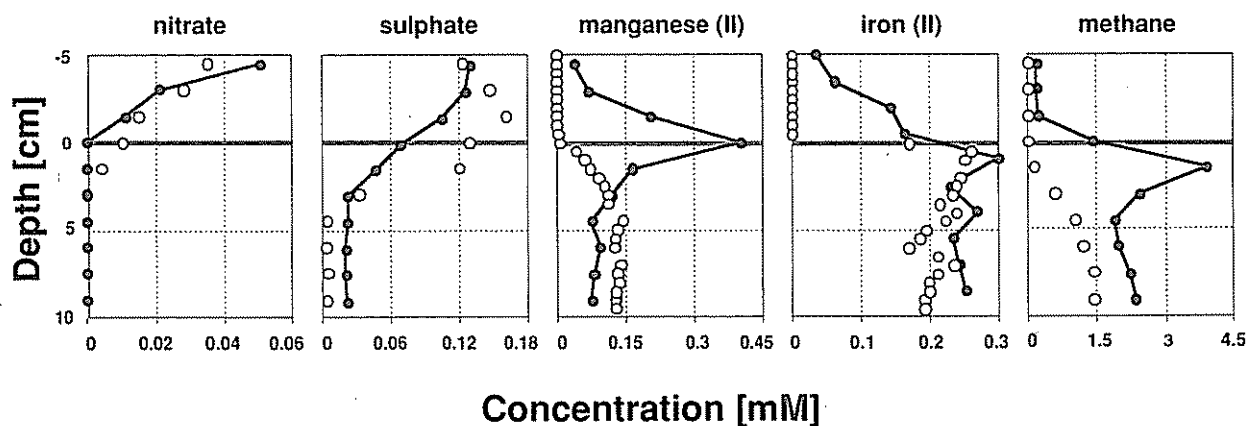 nitrate sulphate manganese (II) iron (II) methane
Depth [cm]
-5
0
5
10
0 0.02 0.04 0.06 0 0.06 0.12 0.18 0 0.15 0.30 0.45 0 0.1 0.2 0.3 0 1.5 3.0 4.5
Concentration [mM]